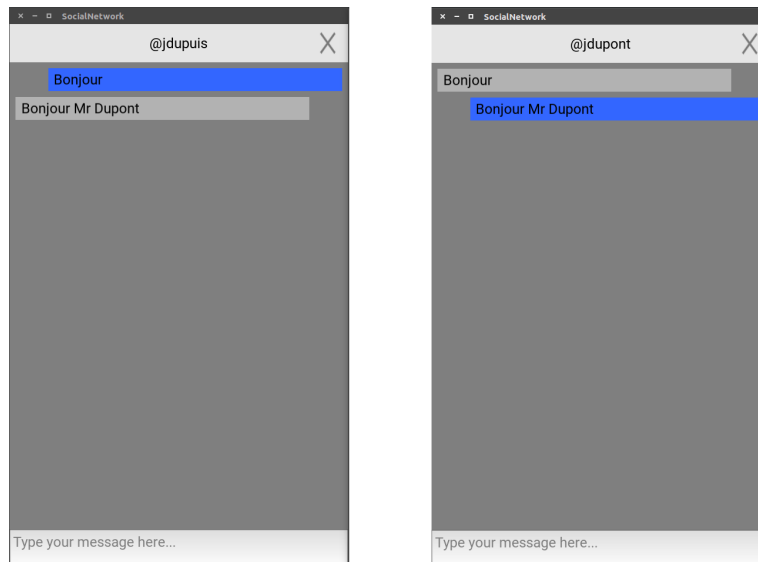 SocialNetwork
@jdupuis
X
Bonjour
Bonjour Mr Dupont
Type your message here...
SocialNetwork
@jdupont
X
Bonjour
Bonjour Mr Dupont
Type your message here...